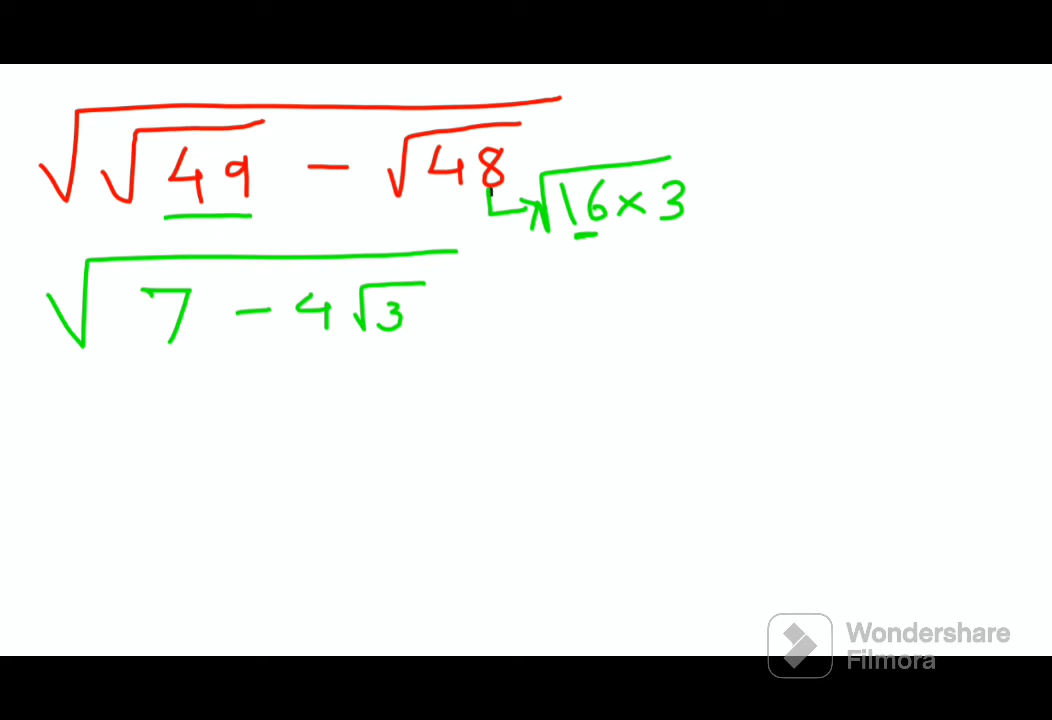 √(√49 − √48)
√16×3
√(7 − 4√3)
Wondershare
Filmora